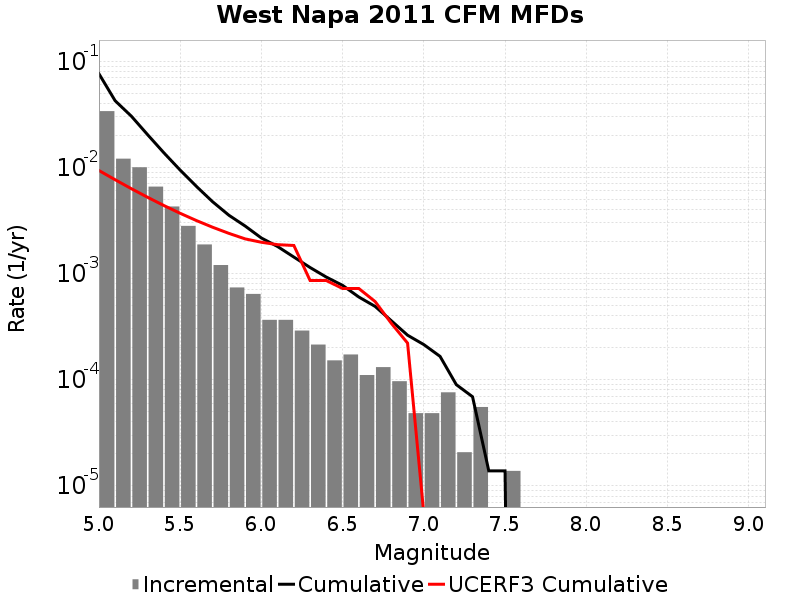 West Napa 2011 CFM MFDs
Rate (1/yr)
10^-1
10^-2
10^-3
10^-4
10^-5
5.0 5.5 6.0 6.5 7.0 7.5 8.0 8.5 9.0
Magnitude
Incremental Cumulative UCERF3 Cumulative